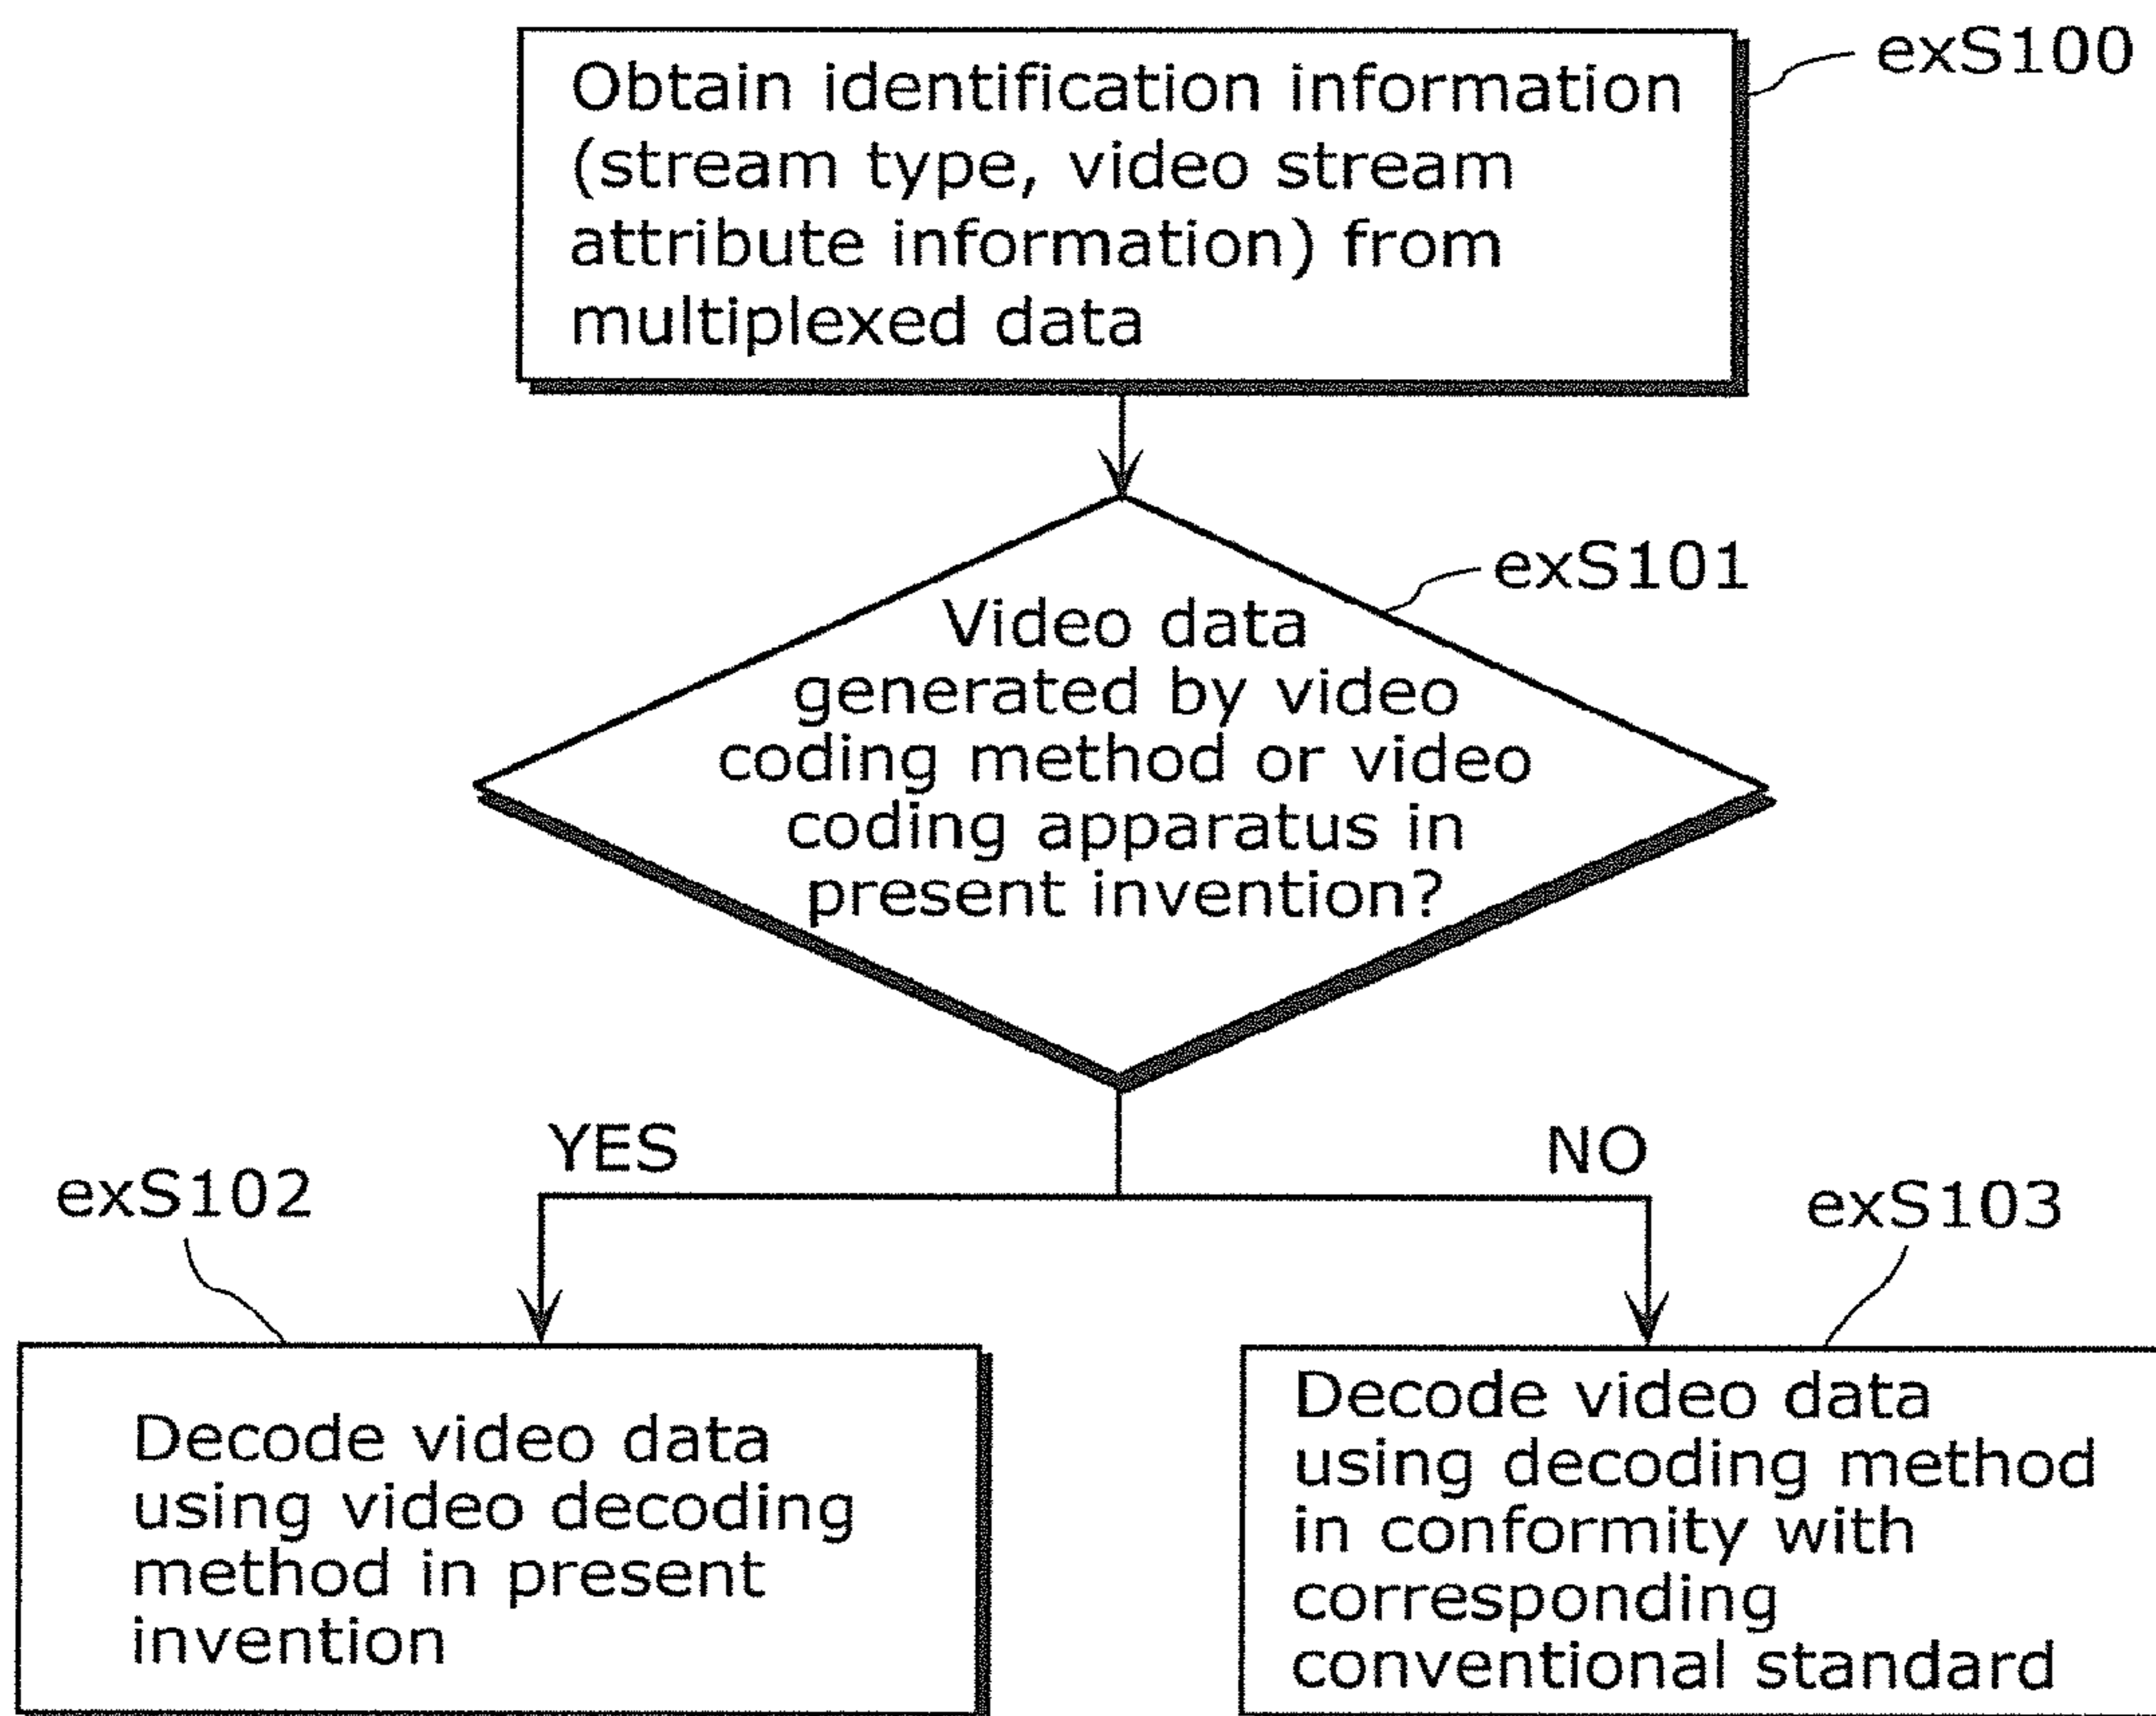 exS100
Obtain identification information
(stream type, video stream
attribute information) from
multiplexed data
exS101
Video data
generated by video
coding method or video
coding apparatus in
present invention?
YES
NO
exS102
exS103
Decode video data
using video decoding
method in present
invention
Decode video data
using decoding method
in conformity with
corresponding
conventional standard